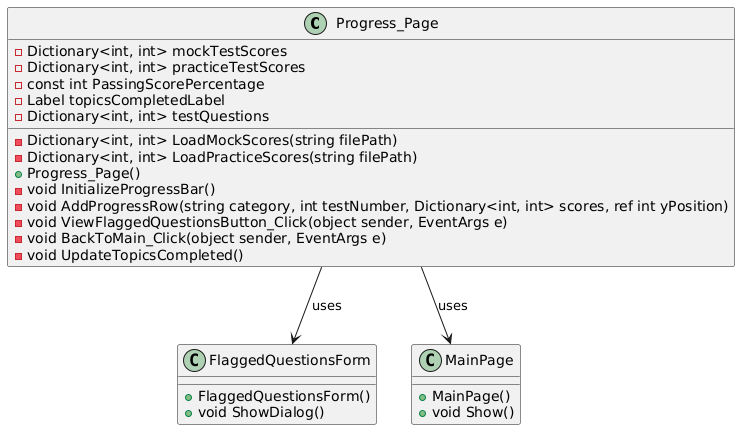 C Progress_Page
Dictionary<int, int> mockTestScores
Dictionary<int, int> practiceTestScores
const int PassingScorePercentage
Label topicsCompletedLabel
Dictionary<int, int> testQuestions
Dictionary<int, int> LoadMockScores(string filePath)
Dictionary<int, int> LoadPracticeScores(string filePath)
Progress_Page()
void InitializeProgressBar()
void AddProgressRow(string category, int testNumber, Dictionary<int, int> scores, ref int yPosition)
void ViewFlaggedQuestionsButton_Click(object sender, EventArgs e)
void BackToMain_Click(object sender, EventArgs e)
void UpdateTopicsCompleted()
uses
uses
C FlaggedQuestionsForm
FlaggedQuestionsForm()
void ShowDialog()
C MainPage
MainPage()
void Show()